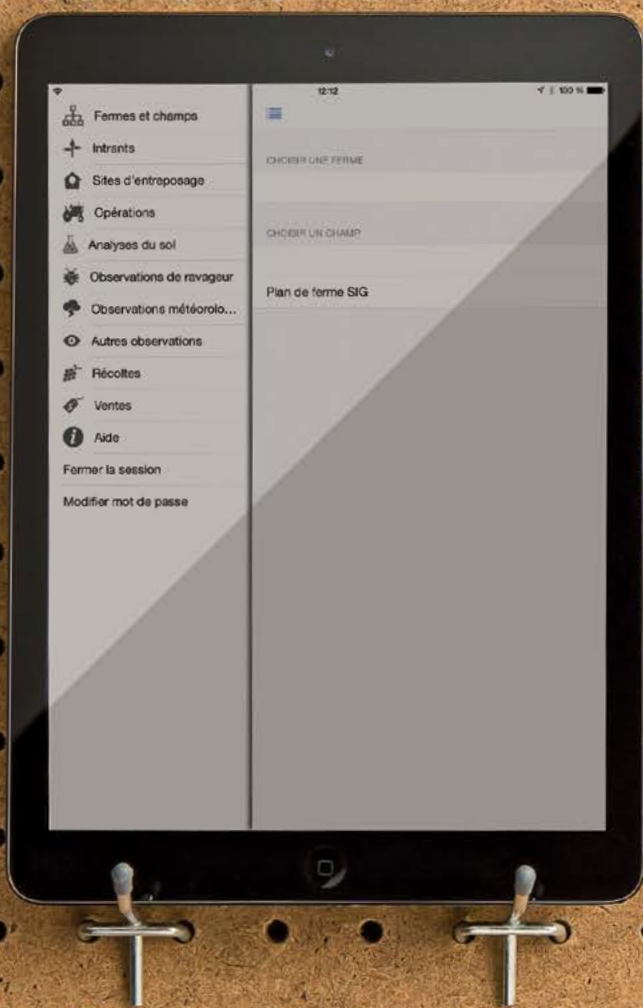 12:12
100 %
Fermes et champs
Intrants
Sites d'entreposage
Opérations
Analyses du sol
Observations de ravageur
Observations météorolo...
Autres observations
Récoltes
Ventes
Aide
Fermer la session
Modifier mot de passe
CHOISIR UNE FERME
CHOISIR UN CHAMP
Plan de ferme SIG